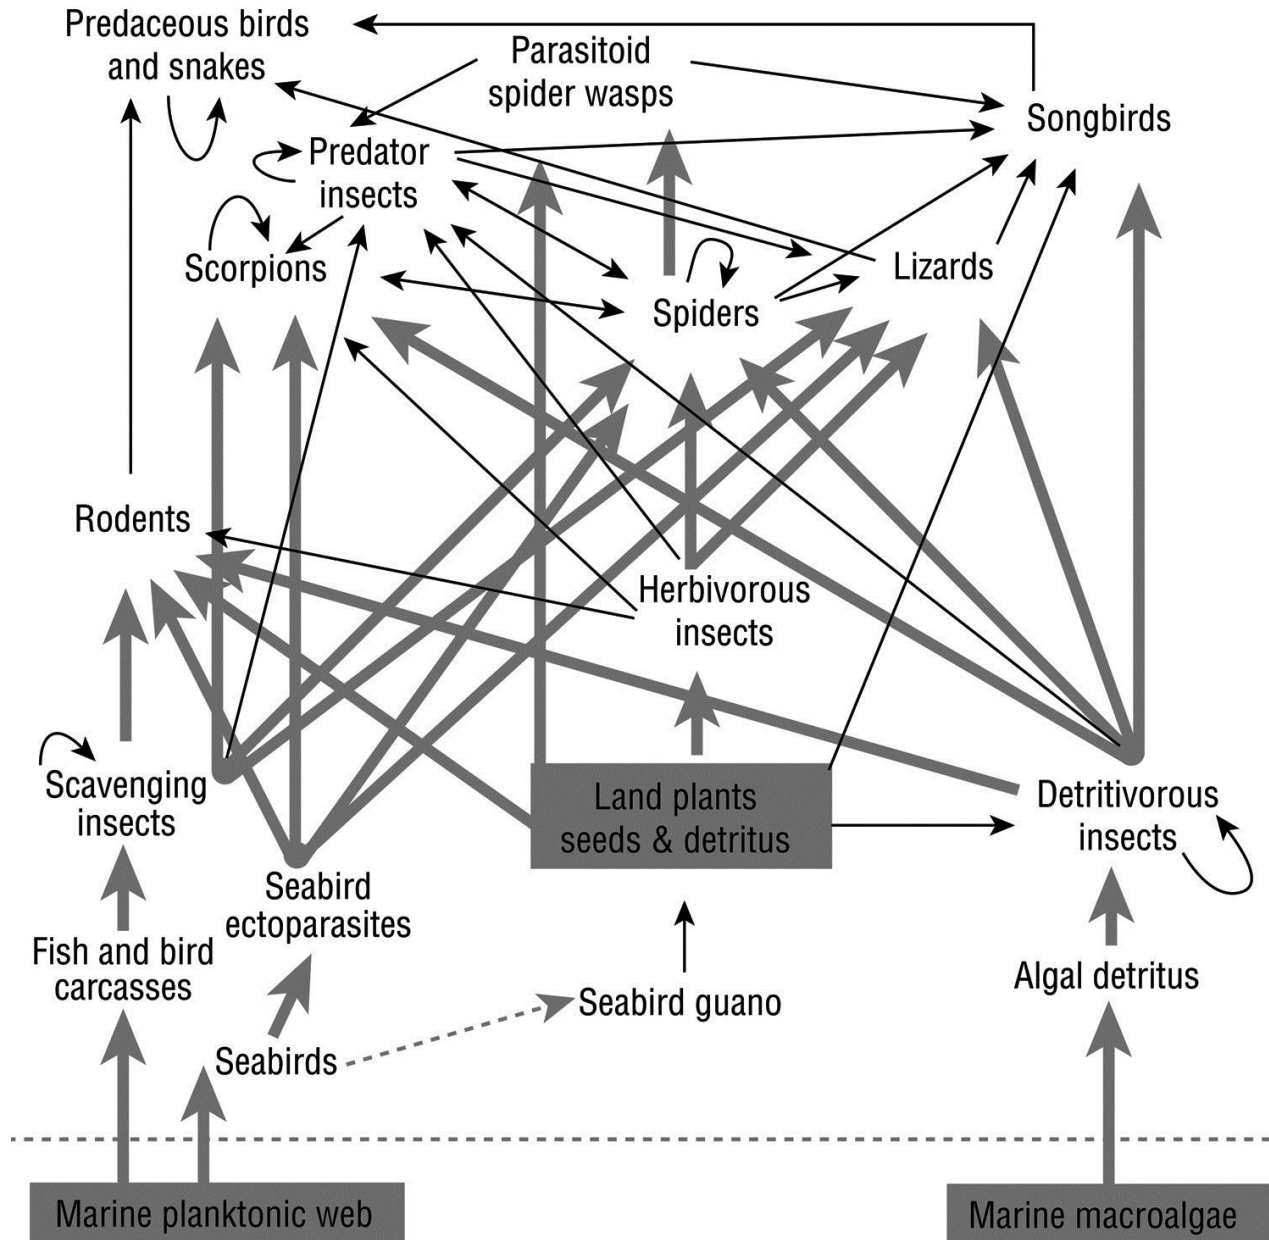 Predaceous birds
and snakes
Parasitoid
spider wasps
Songbirds
Predator
insects
Scorpions
Lizards
Spiders
Rodents
Herbivorous
insects
Scavenging
insects
Land plants
seeds & detritus
Detritivorous
insects
Seabird
ectoparasites
Fish and bird
carcasses
Algal detritus
Seabird guano
Seabirds
Marine planktonic web
Marine macroalgae